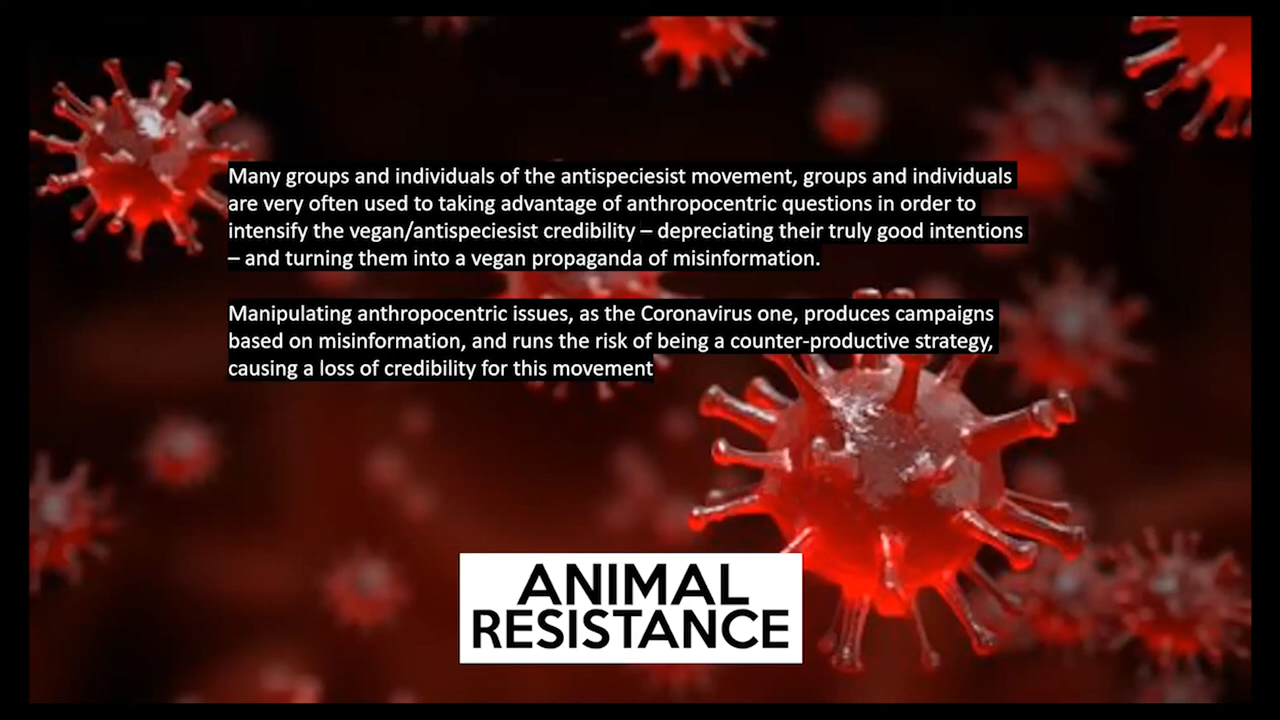 Many groups and individuals of the antispeciesist movement, groups and individuals
are very often used to taking advantage of anthropocentric questions in order to
intensify the vegan/antispeciesist credibility – depreciating their truly good intentions
– and turning them into a vegan propaganda of misinformation.
Manipulating anthropocentric issues, as the Coronavirus one, produces campaigns
based on misinformation, and runs the risk of being a counter-productive strategy,
causing a loss of credibility for this movement
ANIMAL
RESISTANCE